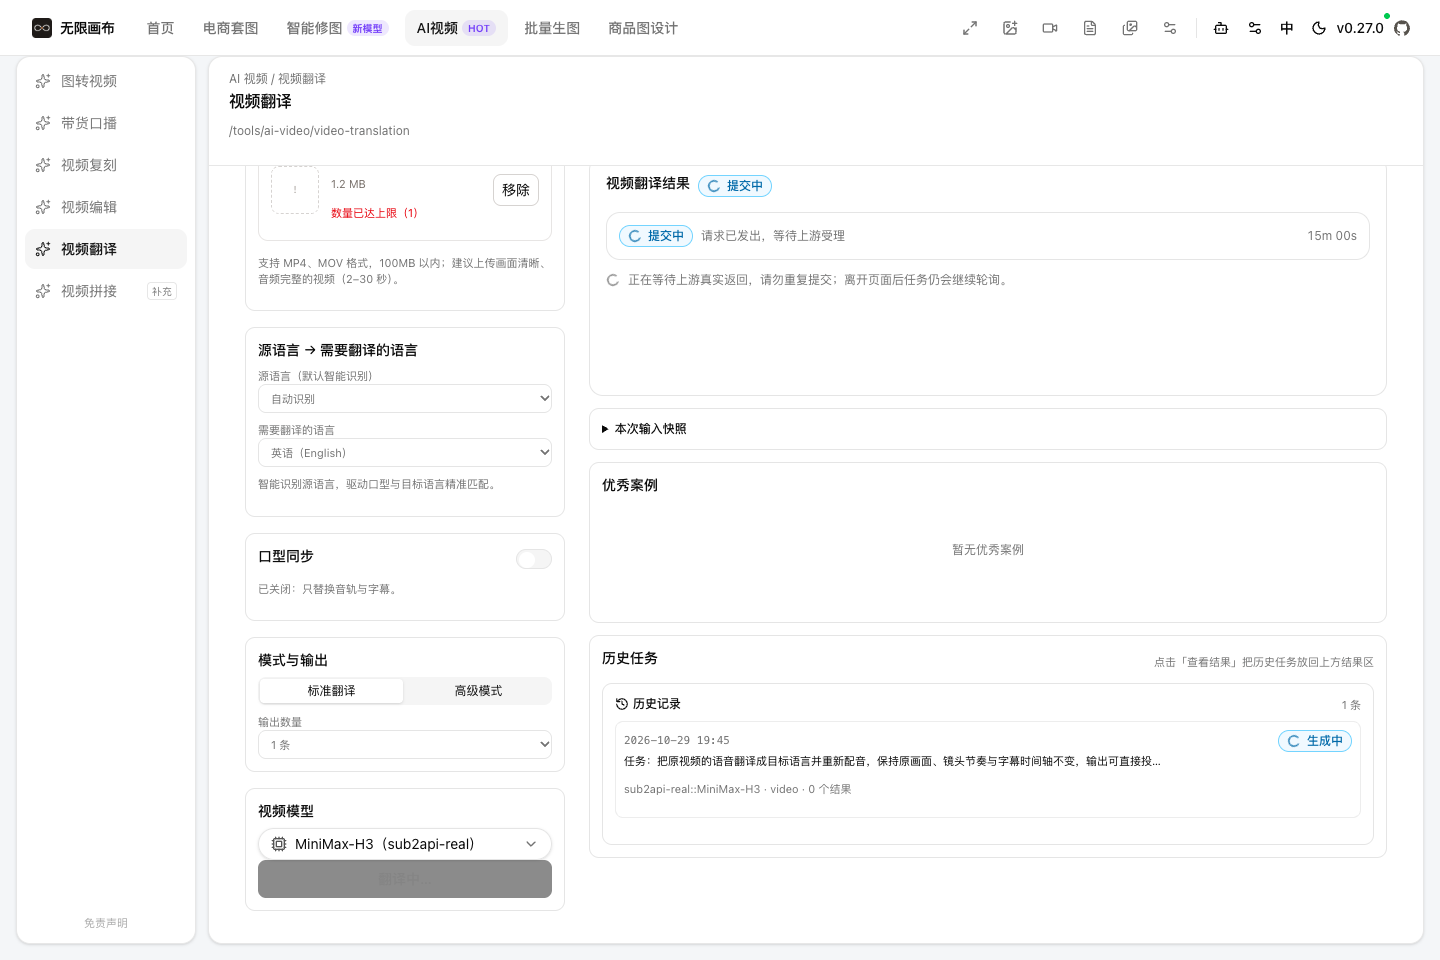 无限画布
首页
电商套图
智能修图 新模型
AI视频 HOT
批量生图
商品图设计
中
v0.27.0
图转视频
带货口播
视频复刻
视频编辑
视频翻译
视频拼接 补充
免责声明
AI 视频 / 视频翻译
视频翻译
/tools/ai-video/video-translation
!
1.2 MB
数量已达上限（1）
移除
支持 MP4、MOV 格式，100MB 以内；建议上传画面清晰、
音频完整的视频（2–30 秒）。
源语言 → 需要翻译的语言
源语言（默认智能识别）
自动识别
需要翻译的语言
英语（English）
智能识别源语言，驱动口型与目标语言精准匹配。
口型同步
已关闭：只替换音轨与字幕。
模式与输出
标准翻译
高级模式
输出数量
1 条
视频模型
MiniMax-H3（sub2api-real）
翻译中…
视频翻译结果 提交中
提交中 请求已发出，等待上游受理 15m 00s
正在等待上游真实返回，请勿重复提交；离开页面后任务仍会继续轮询。
本次输入快照
优秀案例
暂无优秀案例
历史任务
点击「查看结果」把历史任务放回上方结果区
历史记录
1 条
2026-10-29 19:45
生成中
任务：把原视频的语音翻译成目标语言并重新配音，保持原画面、镜头节奏与字幕时间轴不变，输出可直接投...
sub2api-real::MiniMax-H3 · video · 0 个结果